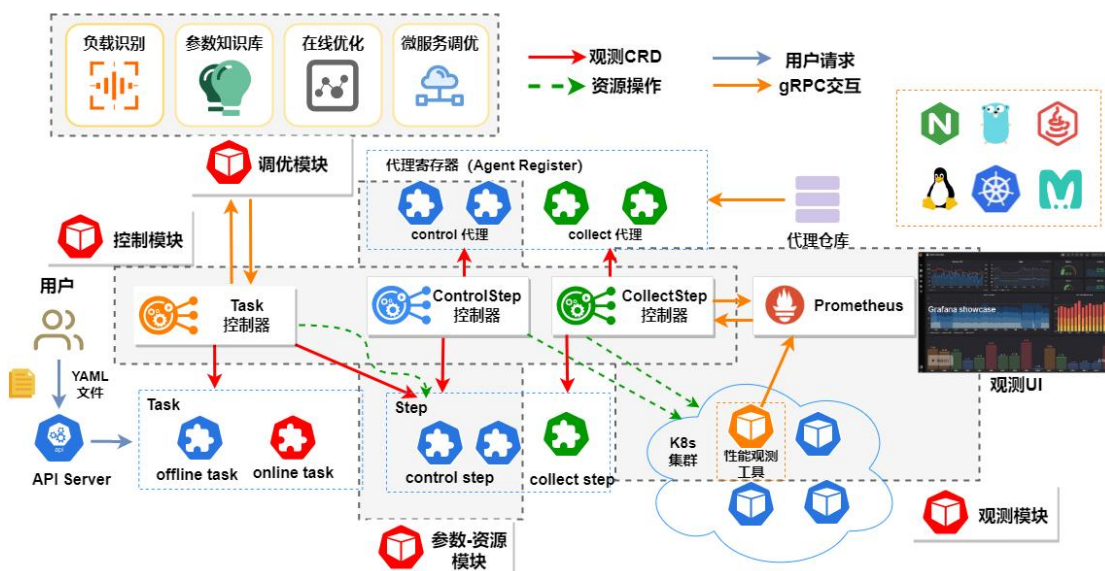 负载识别
参数知识库
在线优化
微服务调优
观测CRD
用户请求
资源操作
gRPC交互
调优模块
代理寄存器（Agent Register）
control 代理
collect 代理
代理仓库
控制模块
用户
Task
控制器
ControlStep
控制器
CollectStep
控制器
Prometheus
Grafana showcase
观测UI
YAML
文件
API Server
api
Task
offline task
online task
Step
control step
collect step
K8s
集群
性能观测
工具
参数-资源
模块
观测模块